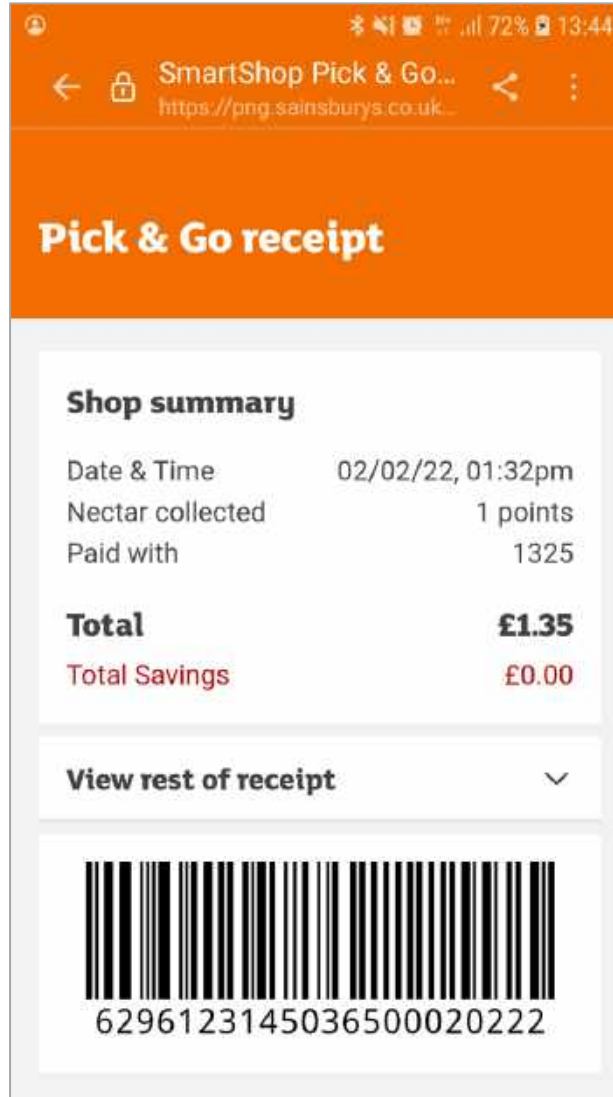 72% 13:44
SmartShop Pick & Go...
https://png.sainsburys.co.uk...
Pick & Go receipt
Shop summary
Date & Time 02/02/22, 01:32pm
Nectar collected 1 points
Paid with 1325
Total £1.35
Total Savings £0.00
View rest of receipt
6296123145036500020222